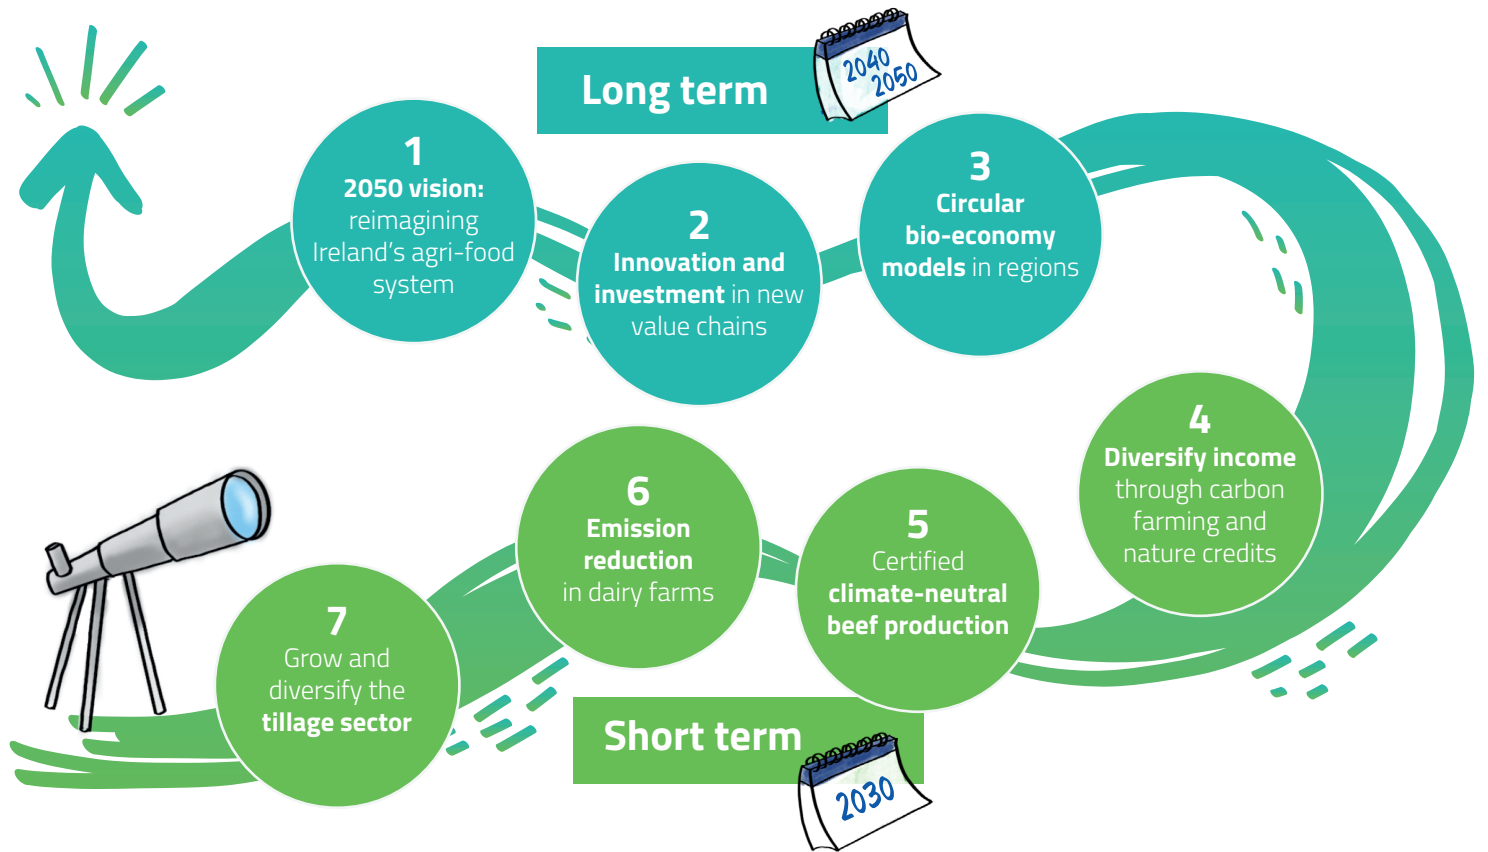 Long term
2040
2050
1
2050 vision:
reimagining
Ireland's agri-food
system
2
Innovation and
investment in new
value chains
3
Circular
bio-economy
models in regions
4
Diversify income
through carbon
farming and
nature credits
5
Certified
climate-neutral
beef production
6
Emission
reduction
in dairy farms
7
Grow and
diversify the
tillage sector
Short term
2030